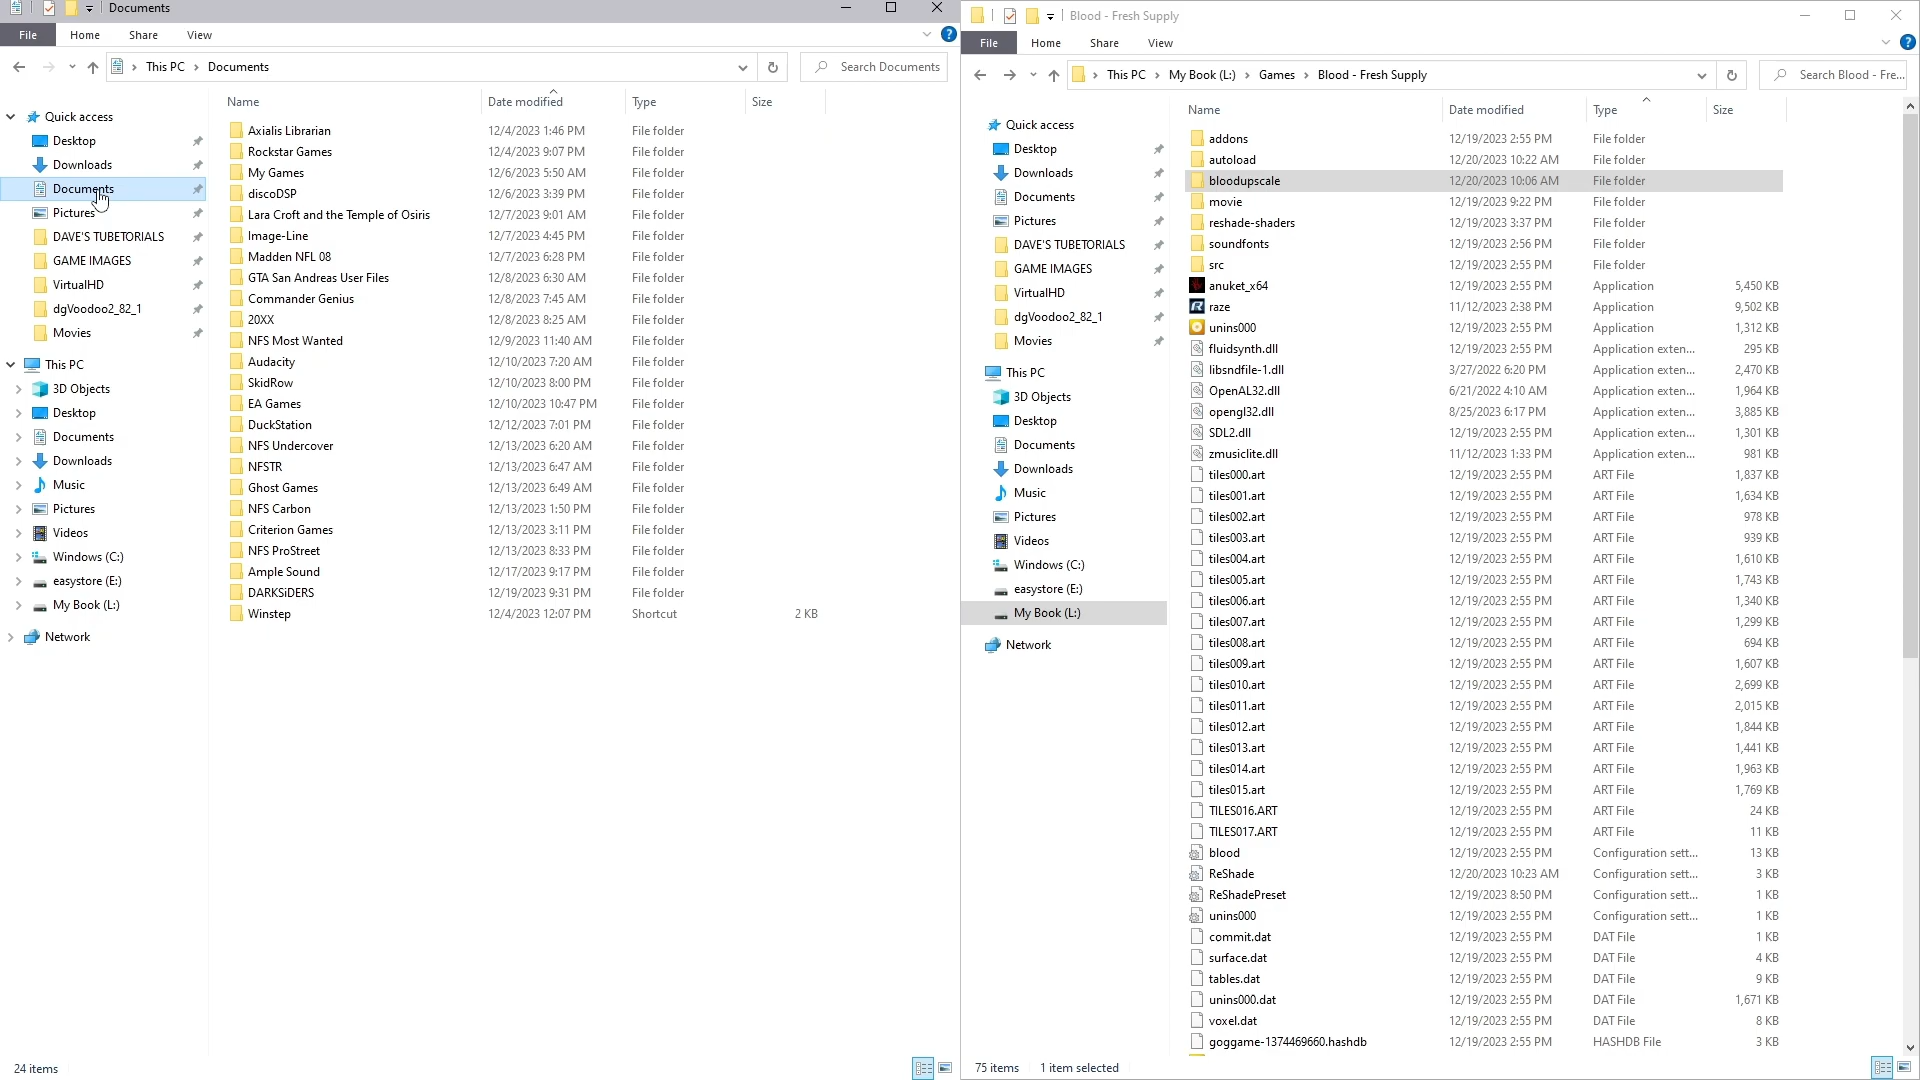 Documents
File Home Share View
This PC Documents
Search Documents
Quick access
Desktop
Downloads
Documents
Pictures
DAVE'S TUBETORIALS
GAME IMAGES
VirtualHD
dgVoodoo2_82_1
Movies
This PC
3D Objects
Desktop
Documents
Downloads
Music
Pictures
Videos
Windows (C:)
easystore (E:)
My Book (L:)
Network
Name Date modified Type Size
Axialis Librarian 12/4/2023 1:46 PM File folder
Rockstar Games 12/4/2023 9:07 PM File folder
My Games 12/6/2023 5:50 AM File folder
discoDSP 12/6/2023 3:39 PM File folder
Lara Croft and the Temple of Osiris 12/7/2023 9:01 AM File folder
Image-Line 12/7/2023 4:45 PM File folder
Madden NFL 08 12/7/2023 6:28 PM File folder
GTA San Andreas User Files 12/8/2023 6:30 AM File folder
Commander Genius 12/8/2023 7:45 AM File folder
20XX 12/8/2023 8:25 AM File folder
NFS Most Wanted 12/9/2023 11:40 AM File folder
Audacity 12/10/2023 7:20 AM File folder
SkidRow 12/10/2023 8:00 PM File folder
EA Games 12/10/2023 10:47 PM File folder
DuckStation 12/12/2023 7:01 PM File folder
NFS Undercover 12/13/2023 6:20 AM File folder
NFSTR 12/13/2023 6:47 AM File folder
Ghost Games 12/13/2023 6:49 AM File folder
NFS Carbon 12/13/2023 1:50 PM File folder
Criterion Games 12/13/2023 3:11 PM File folder
NFS ProStreet 12/13/2023 8:33 PM File folder
Ample Sound 12/17/2023 9:17 PM File folder
DARKSiDERS 12/19/2023 9:31 PM File folder
Winstep 12/4/2023 12:07 PM Shortcut 2 KB
24 items
Blood - Fresh Supply
File Home Share View
This PC My Book (L:) Games Blood - Fresh Supply
Search Blood - Fre...
Quick access
Desktop
Downloads
Documents
Pictures
DAVE'S TUBETORIALS
GAME IMAGES
VirtualHD
dgVoodoo2_82_1
Movies
This PC
3D Objects
Desktop
Documents
Downloads
Music
Pictures
Videos
Windows (C:)
easystore (E:)
My Book (L:)
Network
Name Date modified Type Size
addons 12/19/2023 2:55 PM File folder
autoload 12/20/2023 10:22 AM File folder
bloodupscale 12/20/2023 10:06 AM File folder
movie 12/19/2023 9:22 PM File folder
reshade-shaders 12/19/2023 3:37 PM File folder
soundfonts 12/19/2023 2:56 PM File folder
src 12/19/2023 2:55 PM File folder
anuket_x64 12/19/2023 2:55 PM Application 5,450 KB
raze 11/12/2023 2:38 PM Application 9,502 KB
unins000 12/19/2023 2:55 PM Application 1,312 KB
fluidsynth.dll 12/19/2023 2:55 PM Application exten... 295 KB
libsndfile-1.dll 3/27/2022 6:20 PM Application exten... 2,470 KB
OpenAL32.dll 6/21/2022 4:10 AM Application exten... 1,964 KB
opengl32.dll 8/25/2023 6:17 PM Application exten... 3,885 KB
SDL2.dll 12/19/2023 2:55 PM Application exten... 1,301 KB
zmusiclite.dll 11/12/2023 1:33 PM Application exten... 981 KB
tiles000.art 12/19/2023 2:55 PM ART File 1,837 KB
tiles001.art 12/19/2023 2:55 PM ART File 1,634 KB
tiles002.art 12/19/2023 2:55 PM ART File 978 KB
tiles003.art 12/19/2023 2:55 PM ART File 939 KB
tiles004.art 12/19/2023 2:55 PM ART File 1,610 KB
tiles005.art 12/19/2023 2:55 PM ART File 1,743 KB
tiles006.art 12/19/2023 2:55 PM ART File 1,340 KB
tiles007.art 12/19/2023 2:55 PM ART File 1,299 KB
tiles008.art 12/19/2023 2:55 PM ART File 694 KB
tiles009.art 12/19/2023 2:55 PM ART File 1,607 KB
tiles010.art 12/19/2023 2:55 PM ART File 2,699 KB
tiles011.art 12/19/2023 2:55 PM ART File 2,015 KB
tiles012.art 12/19/2023 2:55 PM ART File 1,844 KB
tiles013.art 12/19/2023 2:55 PM ART File 1,441 KB
tiles014.art 12/19/2023 2:55 PM ART File 1,963 KB
tiles015.art 12/19/2023 2:55 PM ART File 1,769 KB
TILES016.ART 12/19/2023 2:55 PM ART File 24 KB
TILES017.ART 12/19/2023 2:55 PM ART File 11 KB
blood 12/19/2023 2:55 PM Configuration sett... 13 KB
ReShade 12/20/2023 10:23 AM Configuration sett... 3 KB
ReShadePreset 12/19/2023 8:50 PM Configuration sett... 1 KB
unins000 12/19/2023 2:55 PM Configuration sett... 1 KB
commit.dat 12/19/2023 2:55 PM DAT File 1 KB
surface.dat 12/19/2023 2:55 PM DAT File 4 KB
tables.dat 12/19/2023 2:55 PM DAT File 9 KB
unins000.dat 12/19/2023 2:55 PM DAT File 1,671 KB
voxel.dat 12/19/2023 2:55 PM DAT File 8 KB
goggame-1374469660.hashdb 12/19/2023 2:55 PM HASHDB File 3 KB
75 items 1 item selected